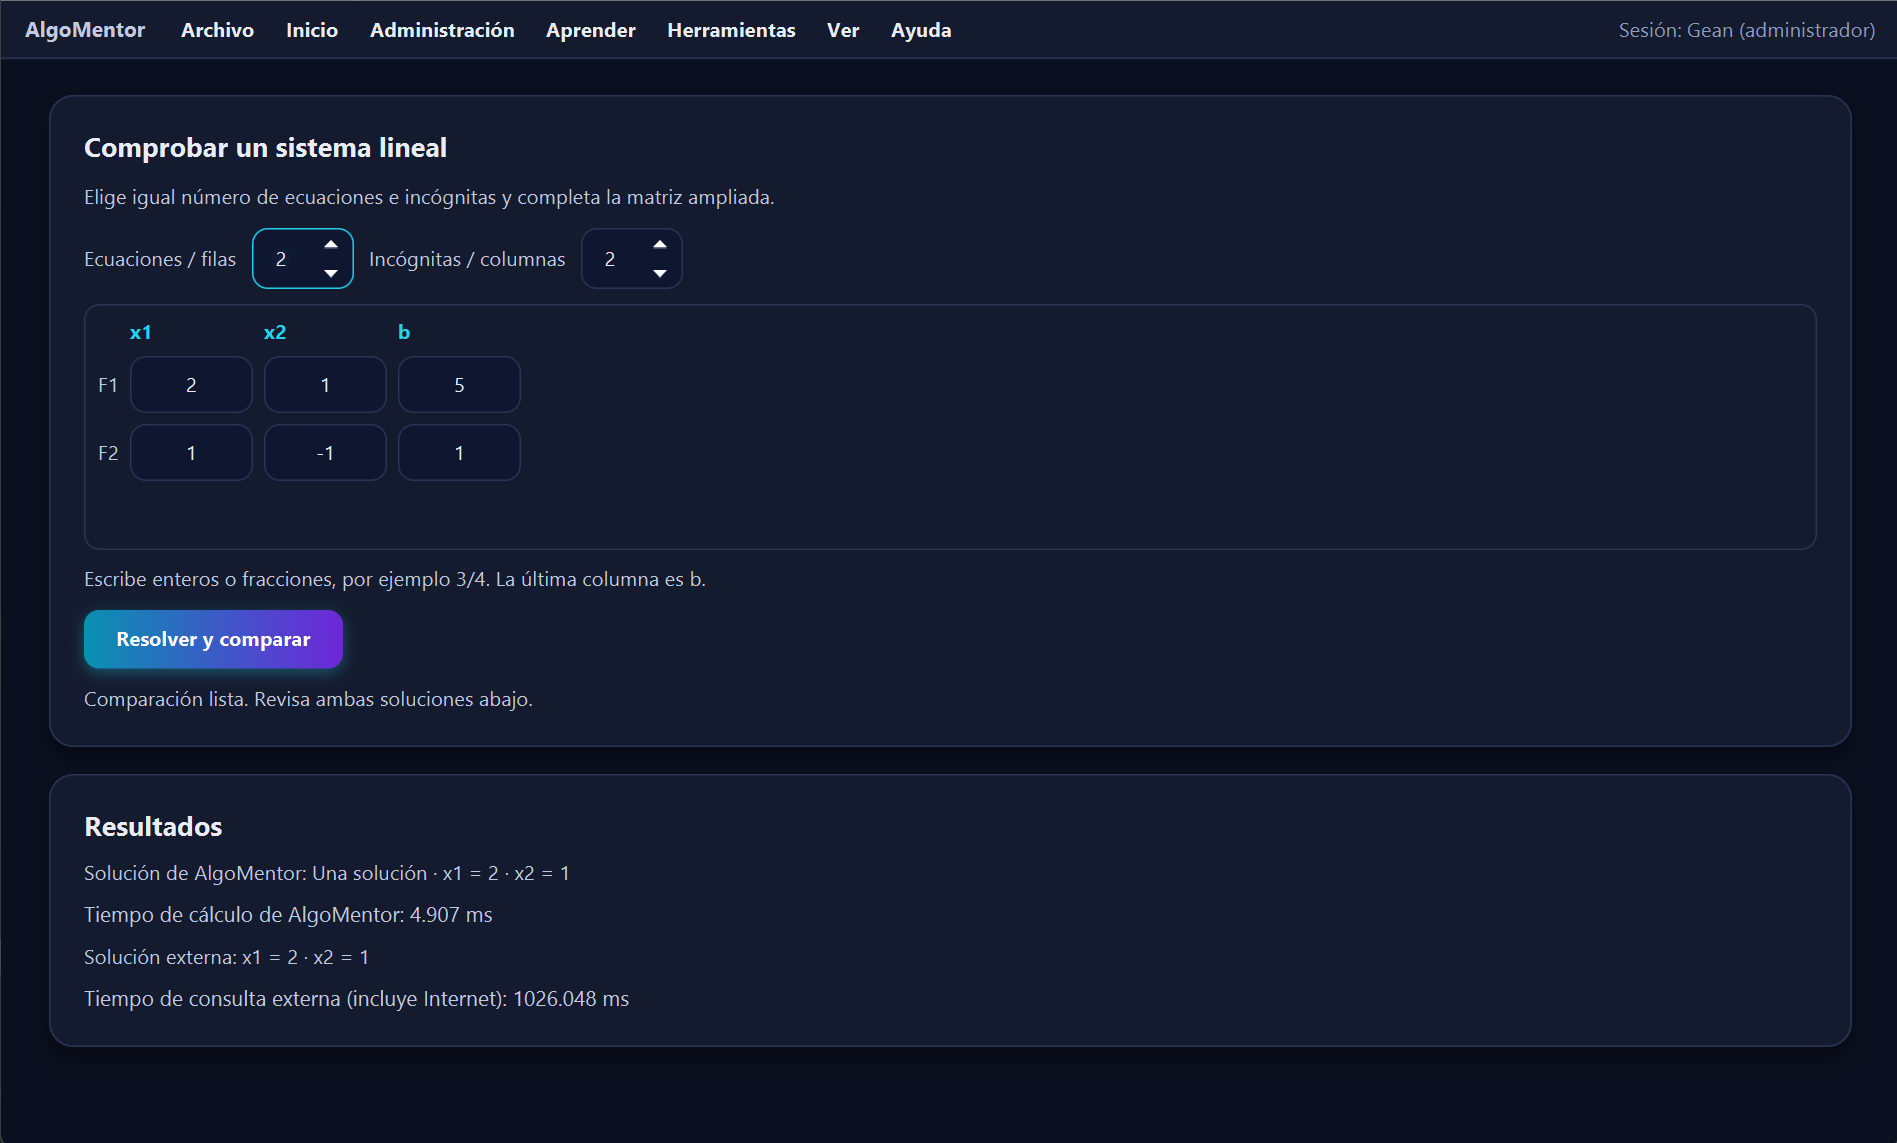 AlgoMentor Archivo Inicio Administración Aprender Herramientas Ver Ayuda Sesión: Gean (administrador)
Comprobar un sistema lineal
Elige igual número de ecuaciones e incógnitas y completa la matriz ampliada.
Ecuaciones / filas 2 Incógnitas / columnas 2
x1 x2 b
F1 2 1 5
F2 1 -1 1
Escribe enteros o fracciones, por ejemplo 3/4. La última columna es b.
Resolver y comparar
Comparación lista. Revisa ambas soluciones abajo.
Resultados
Solución de AlgoMentor: Una solución · x1 = 2 · x2 = 1
Tiempo de cálculo de AlgoMentor: 4.907 ms
Solución externa: x1 = 2 · x2 = 1
Tiempo de consulta externa (incluye Internet): 1026.048 ms